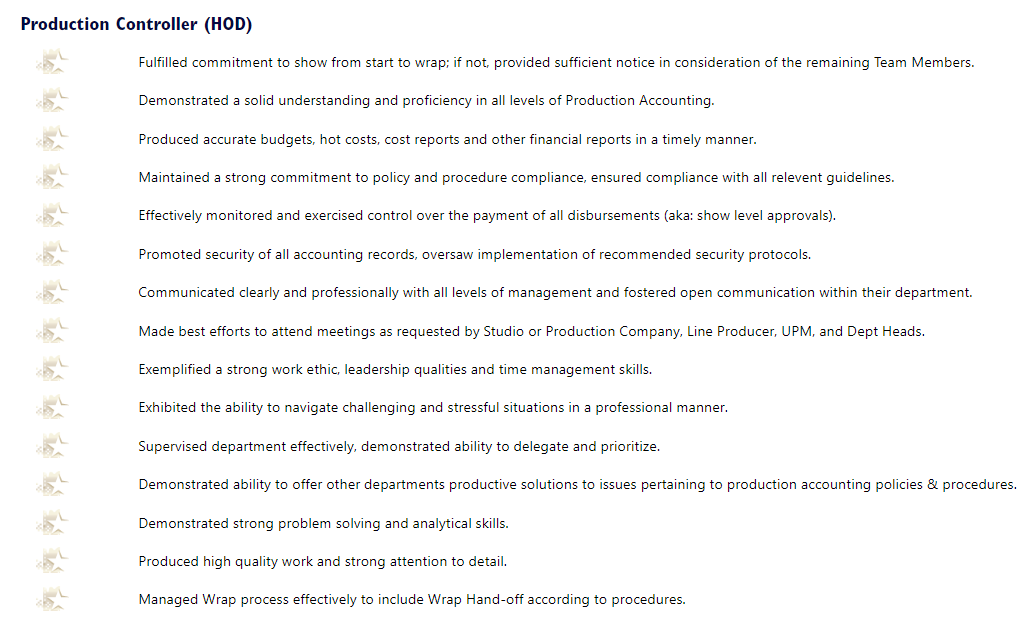 Production Controller (HOD)
Fulfilled commitment to show from start to wrap; if not, provided sufficient notice in consideration of the remaining Team Members.
Demonstrated a solid understanding and proficiency in all levels of Production Accounting.
Produced accurate budgets, hot costs, cost reports and other financial reports in a timely manner.
Maintained a strong commitment to policy and procedure compliance, ensured compliance with all relevent guidelines.
Effectively monitored and exercised control over the payment of all disbursements (aka: show level approvals).
Promoted security of all accounting records, oversaw implementation of recommended security protocols.
Communicated clearly and professionally with all levels of management and fostered open communication within their department.
Made best efforts to attend meetings as requested by Studio or Production Company, Line Producer, UPM, and Dept Heads.
Exemplified a strong work ethic, leadership qualities and time management skills.
Exhibited the ability to navigate challenging and stressful situations in a professional manner.
Supervised department effectively, demonstrated ability to delegate and prioritize.
Demonstrated ability to offer other departments productive solutions to issues pertaining to production accounting policies & procedures.
Demonstrated strong problem solving and analytical skills.
Produced high quality work and strong attention to detail.
Managed Wrap process effectively to include Wrap Hand-off according to procedures.